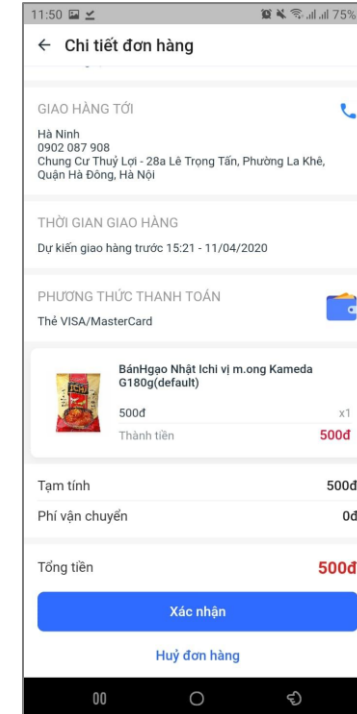 11:50 75%
Chi tiết đơn hàng
GIAO HÀNG TỚI
Hà Ninh
0902 087 908
Chung Cư Thuỷ Lợi - 28a Lê Trọng Tấn, Phường La Khê,
Quận Hà Đông, Hà Nội
THỜI GIAN GIAO HÀNG
Dự kiến giao hàng trước 15:21 - 11/04/2020
PHƯƠNG THỨC THANH TOÁN
Thẻ VISA/MasterCard
BánHgạo Nhật Ichi vị m.ong Kameda
G180g(default)
ICHI
500đ x1
Thành tiền 500đ
Tạm tính 500đ
Phí vận chuyển 0đ
Tổng tiền 500đ
Xác nhận
Huỷ đơn hàng